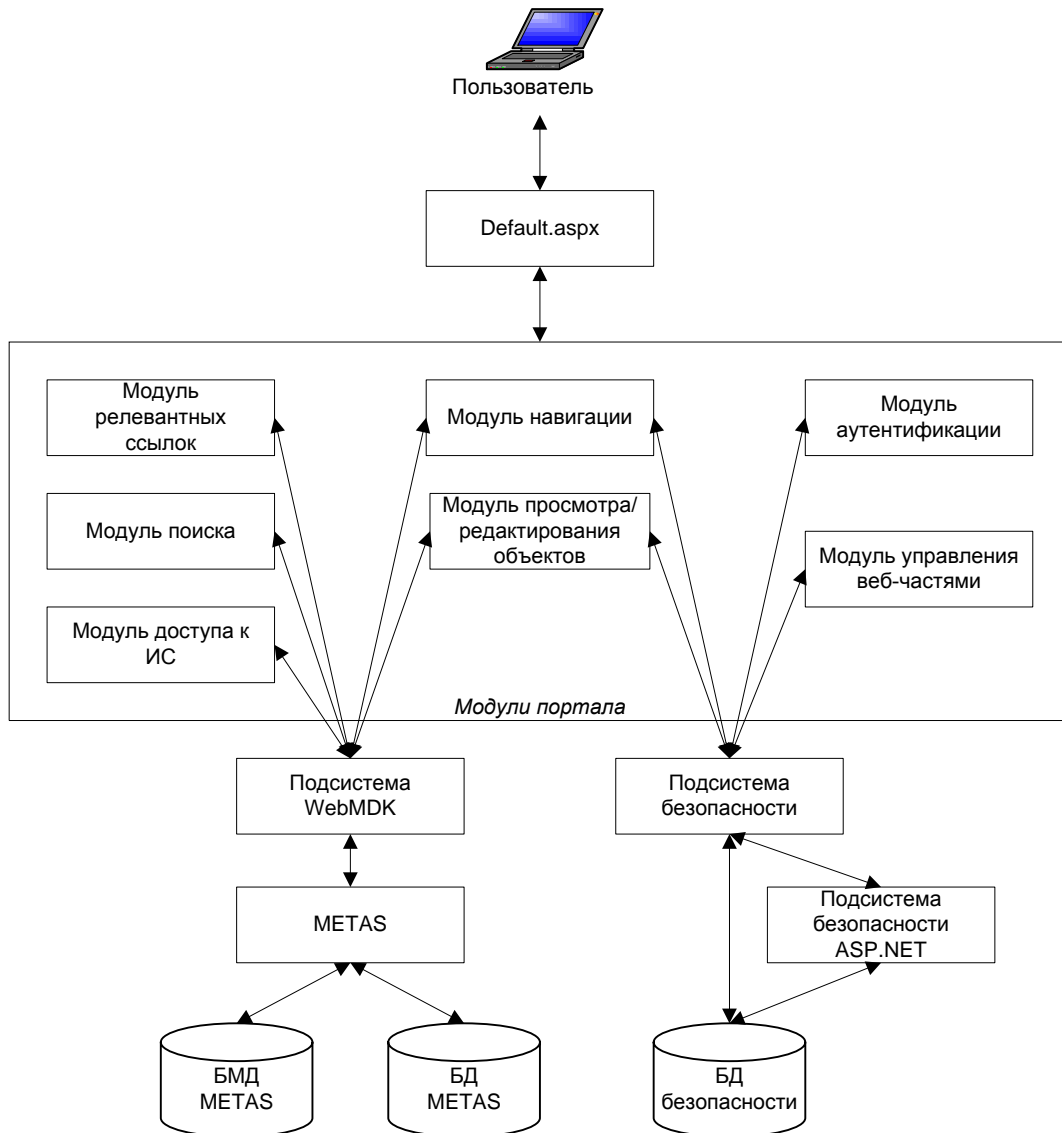 Пользователь
Default.aspx
Модуль
релевантных
ссылок
Модуль навигации
Модуль
аутентификации
Модуль поиска
Модуль просмотра/
редактирования
объектов
Модуль управления
веб-частями
Модуль доступа к
ИС
Модули портала
Подсистема
WebMDK
Подсистема
безопасности
METAS
Подсистема
безопасности
ASP.NET
БМД
METAS
БД
METAS
БД
безопасности